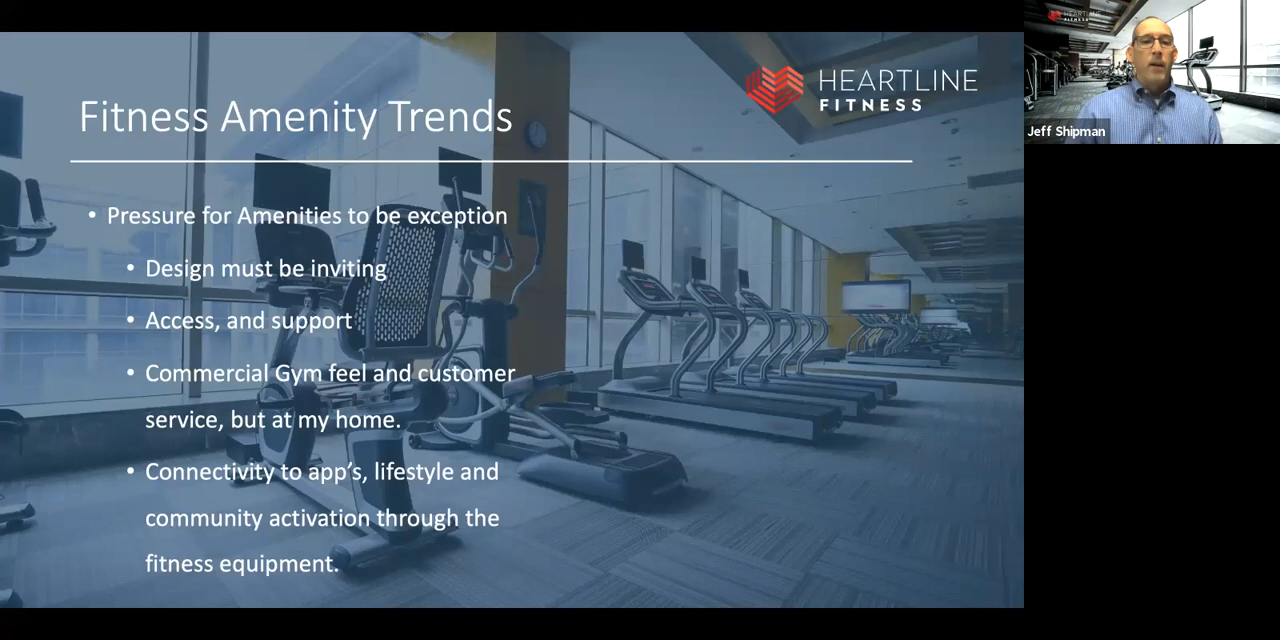 Fitness Amenity Trends
HEARTLINE
FITNESS
• Pressure for Amenities to be exception
• Design must be inviting
• Access, and support
• Commercial Gym feel and customer
service, but at my home.
• Connectivity to app’s, lifestyle and
community activation through the
fitness equipment.
HEARTLINE
FITNESS
Jeff Shipman